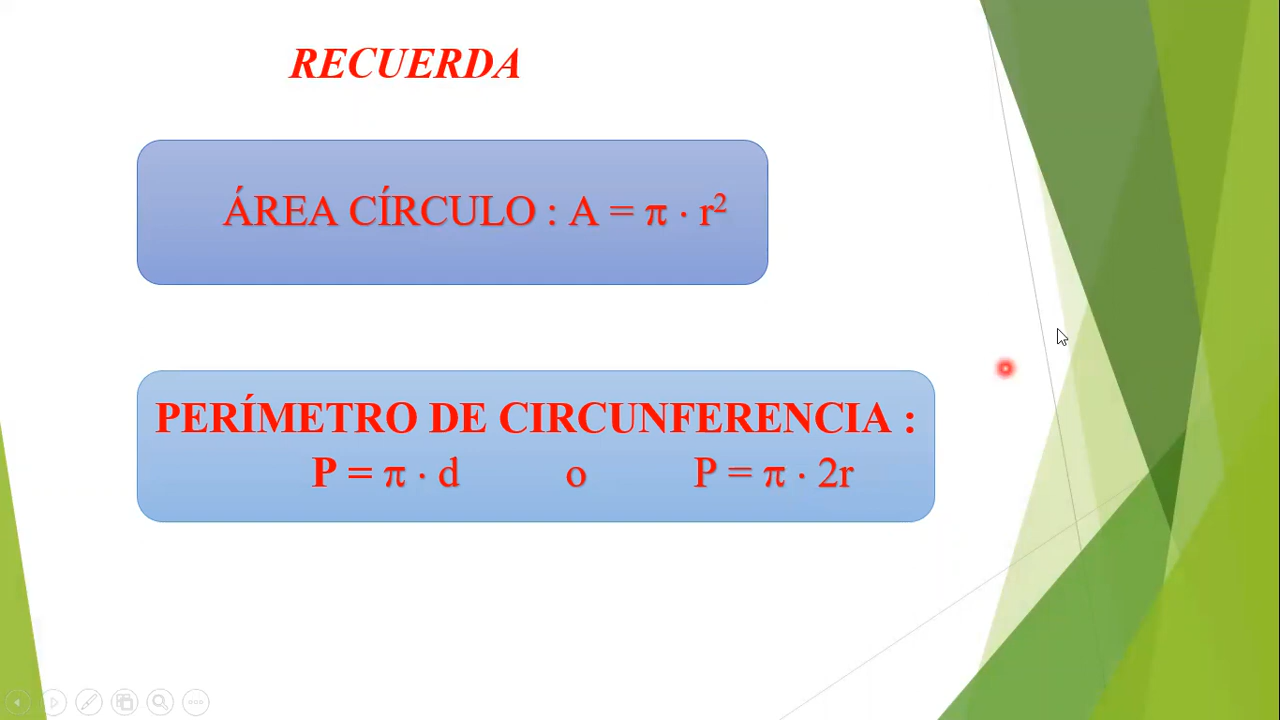 RECUERDA
ÁREA CÍRCULO : A = π · r²
PERÍMETRO DE CIRCUNFERENCIA :
P = π · d o P = π · 2r